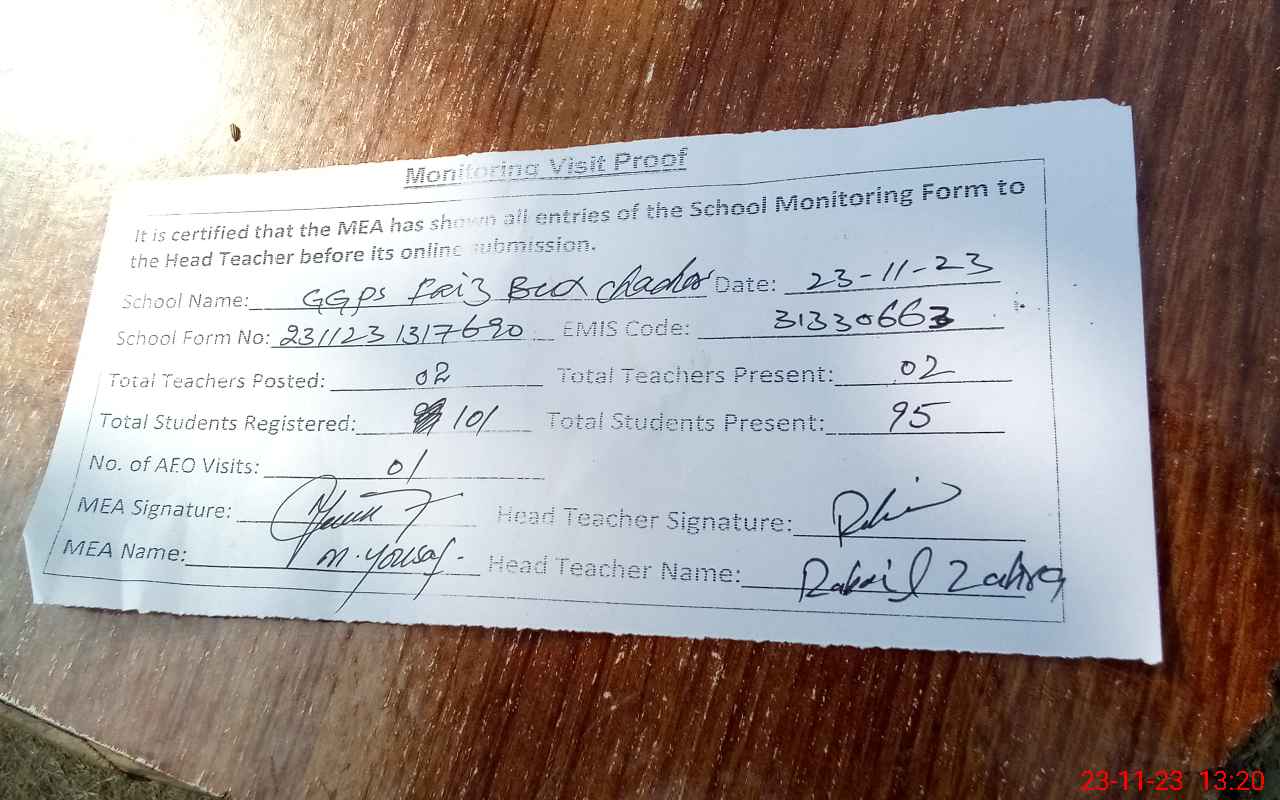 Monitoring Visit Proof
It is certified that the MEA has shown all entries of the School Monitoring Form to
the Head Teacher before its online submission.
School Name: GGPS Faiz Bux Chachar Date: 23-11-23
School Form No: 231123 1317690 EMIS Code: 31330663
Total Teachers Posted: 02 Total Teachers Present: 02
Total Students Registered: 101 Total Students Present: 95
No. of AEO Visits: 01
MEA Signature: Head Teacher Signature:
MEA Name: M. Yousaf. Head Teacher Name: Zahra
23-11-23 13:20